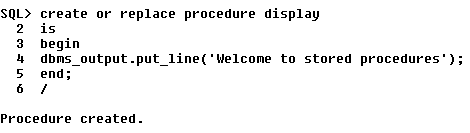 SQL> create or replace procedure display
2 is
3 begin
4 dbms_output.put_line('Welcome to stored procedures');
5 end;
6 /
Procedure created.